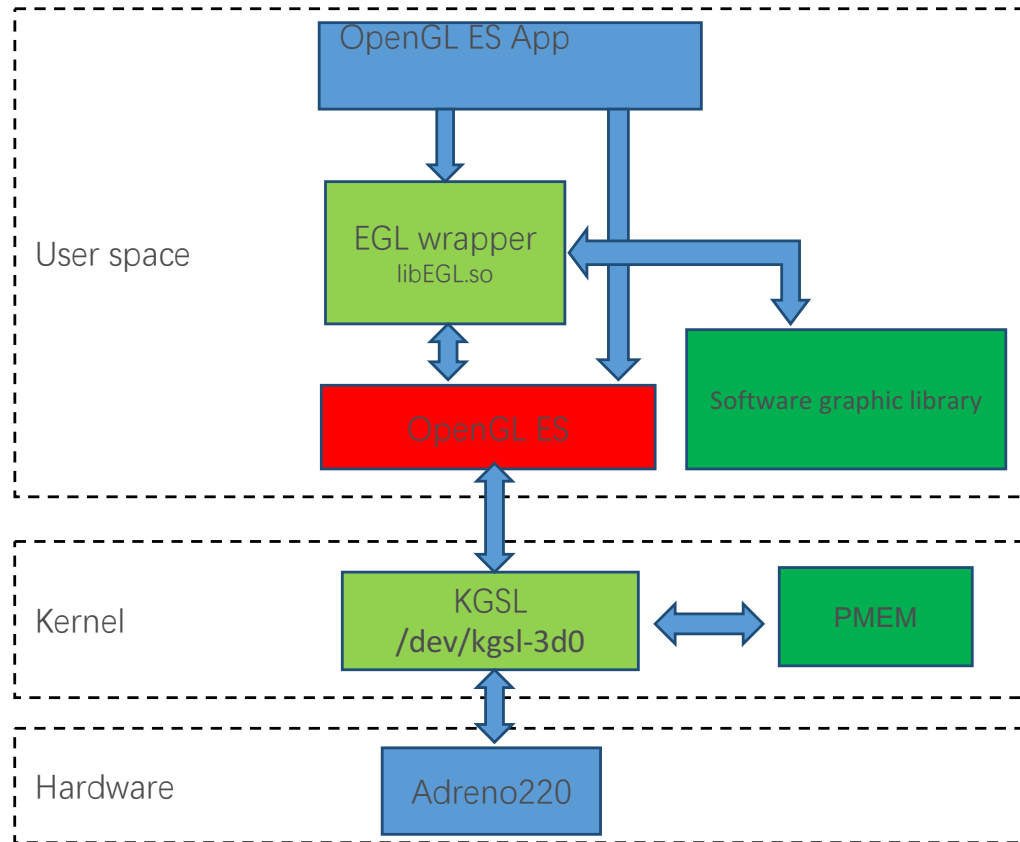 OpenGL ES App
User space
EGL wrapper
libEGL.so
Software graphic library
OpenGL ES
Kernel
KGSL
/dev/kgsl-3d0
PMEM
Hardware
Adreno220